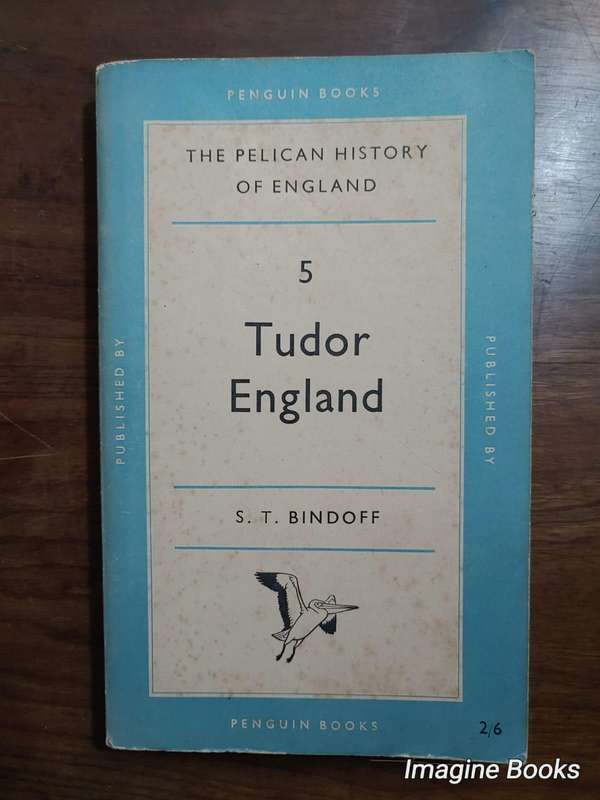 PENGUIN BOOKS
THE PELICAN HISTORY
OF ENGLAND
5
Tudor
England
PUBLISHED BY
PUBLISHED BY
S. T. BINDOFF
PENGUIN BOOKS
2/6
Imagine Books